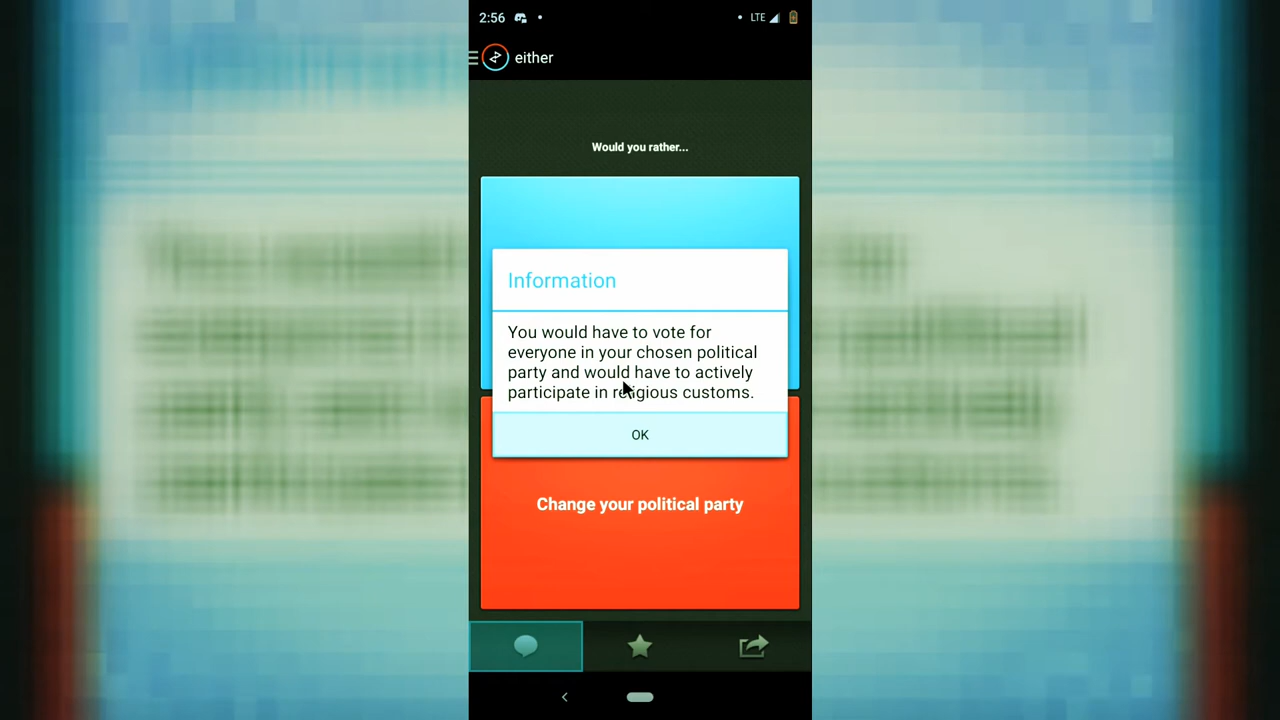 2:56
LTE
either
Would you rather...
Information
You would have to vote for
everyone in your chosen political
party and would have to actively
participate in religious customs.
OK
Change your political party